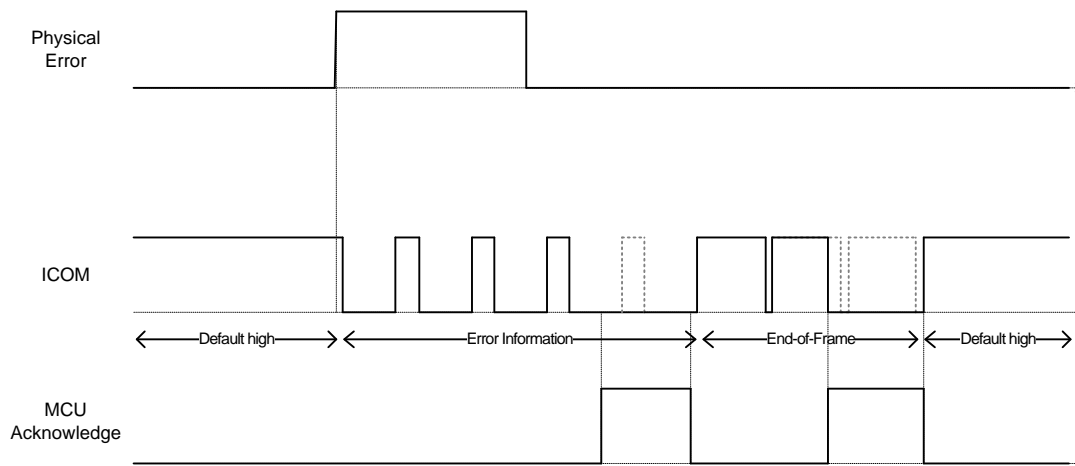 Physical
Error
ICOM
Default high
Error Information
End-of-Frame
Default high
MCU
Acknowledge